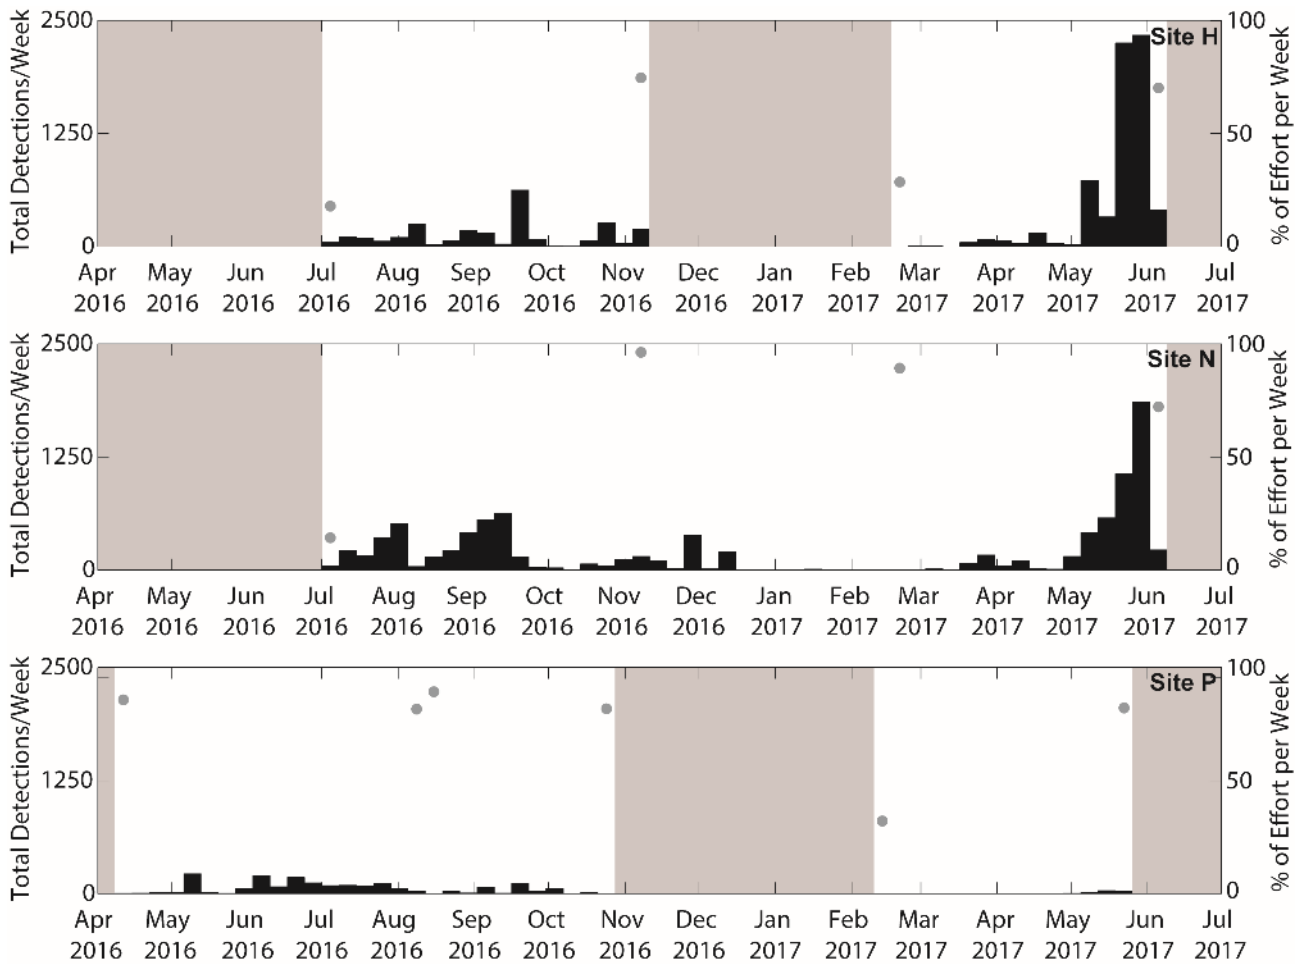 Total Detections/Week
2500
1250
0
Site H
100
50
0
% of Effort per Week
Apr May Jun Jul Aug Sep Oct Nov Dec Jan Feb Mar Apr May Jun Jul
2016 2016 2016 2016 2016 2016 2016 2016 2016 2017 2017 2017 2017 2017 2017 2017
Total Detections/Week
2500
1250
0
Site N
100
50
0
% of Effort per Week
Apr May Jun Jul Aug Sep Oct Nov Dec Jan Feb Mar Apr May Jun Jul
2016 2016 2016 2016 2016 2016 2016 2016 2016 2017 2017 2017 2017 2017 2017 2017
Total Detections/Week
2500
1250
0
Site P
100
50
0
% of Effort per Week
Apr May Jun Jul Aug Sep Oct Nov Dec Jan Feb Mar Apr May Jun Jul
2016 2016 2016 2016 2016 2016 2016 2016 2016 2017 2017 2017 2017 2017 2017 2017